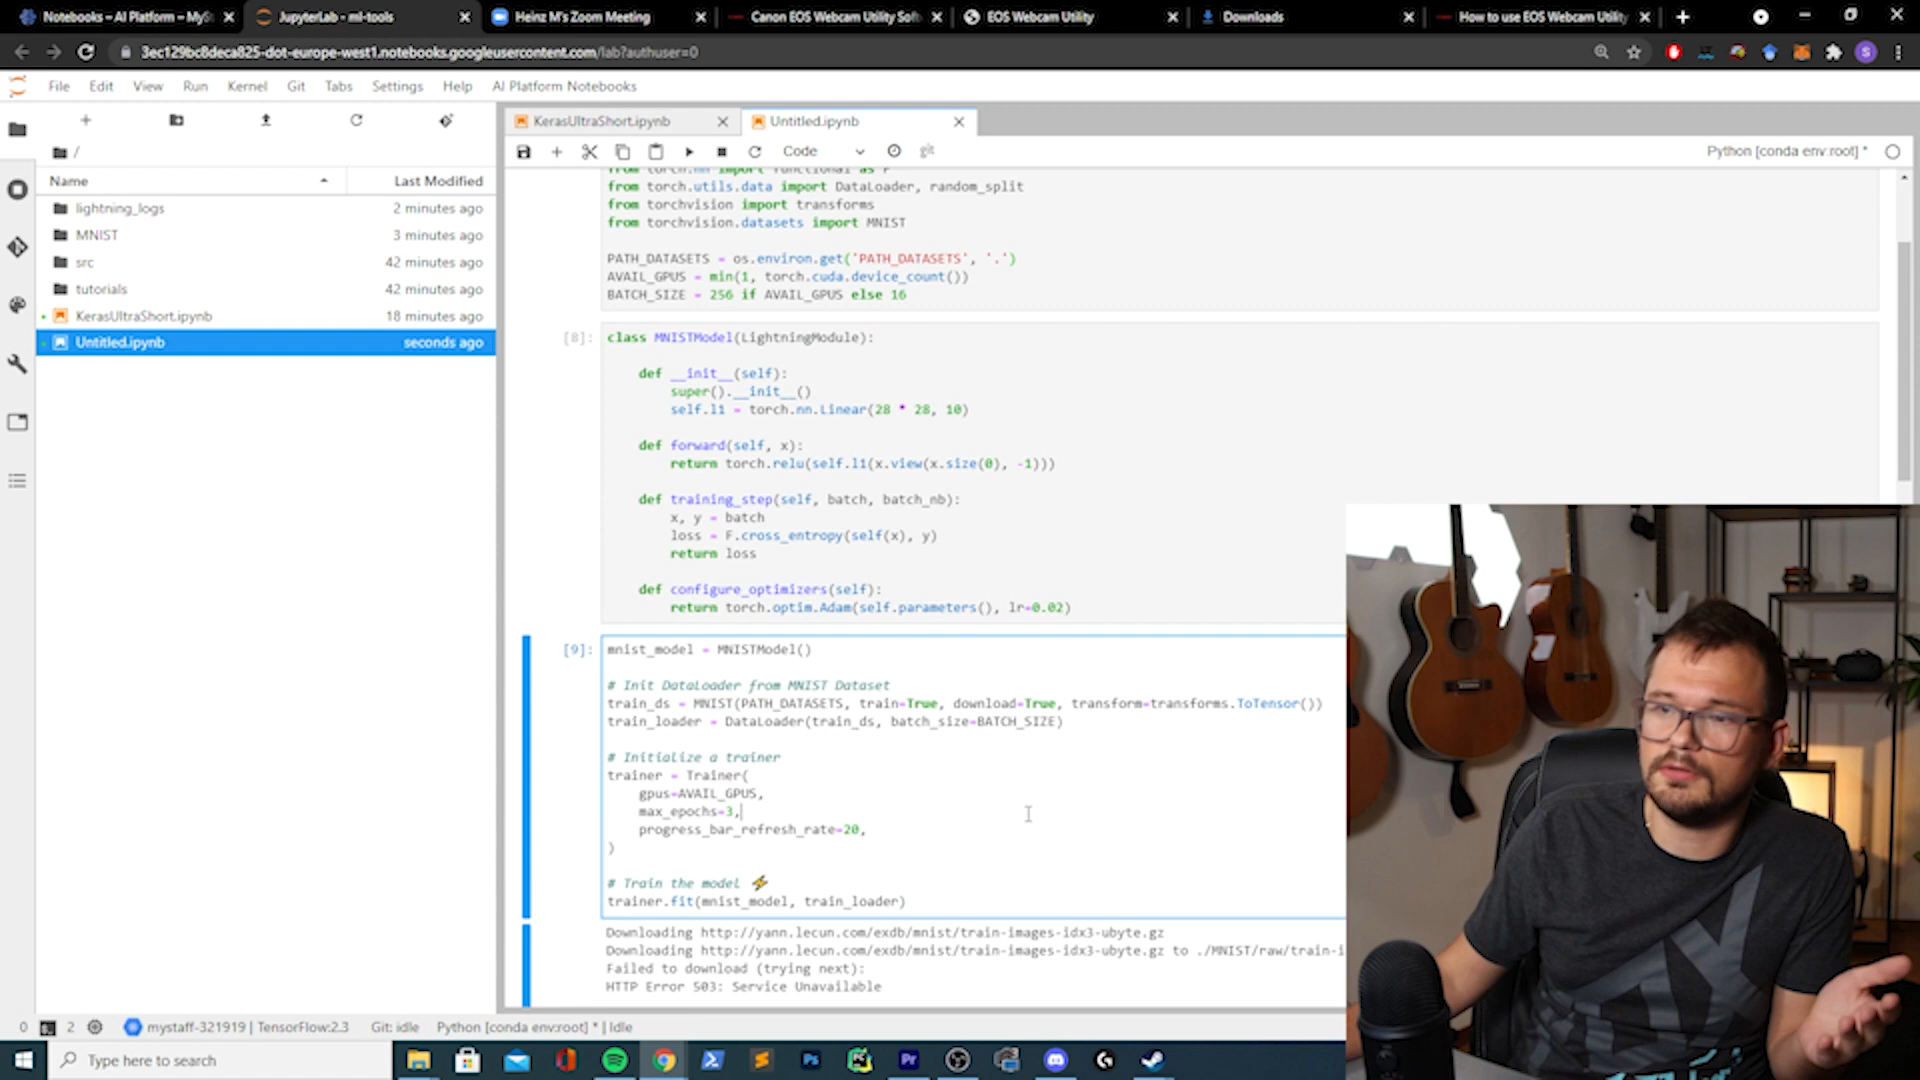 Notebooks – AI Platform – MySt
JupyterLab - ml-tools
Heinz M's Zoom Meeting
Canon EOS Webcam Utility Soft
EOS Webcam Utility
Downloads
How to use EOS Webcam Utility
3ec129bc8deca825-dot-europe-west1.notebooks.googleusercontent.com/lab?authuser=0
S
File Edit View Run Kernel Git Tabs Settings Help AI Platform Notebooks
/
Name Last Modified
lightning_logs 2 minutes ago
MNIST 3 minutes ago
src 42 minutes ago
tutorials 42 minutes ago
KerasUltraShort.ipynb 18 minutes ago
Untitled.ipynb seconds ago
KerasUltraShort.ipynb
Untitled.ipynb
Code
git
Python [conda env:root] *
from torch.nn import functional as F
from torch.utils.data import DataLoader, random_split
from torchvision import transforms
from torchvision.datasets import MNIST
PATH_DATASETS = os.environ.get('PATH_DATASETS', '.')
AVAIL_GPUS = min(1, torch.cuda.device_count())
BATCH_SIZE = 256 if AVAIL_GPUS else 16
[8]: class MNISTModel(LightningModule):
def __init__(self):
super().__init__()
self.l1 = torch.nn.Linear(28 * 28, 10)
def forward(self, x):
return torch.relu(self.l1(x.view(x.size(0), -1)))
def training_step(self, batch, batch_nb):
x, y = batch
loss = F.cross_entropy(self(x), y)
return loss
def configure_optimizers(self):
return torch.optim.Adam(self.parameters(), lr=0.02)
[9]: mnist_model = MNISTModel()
# Init DataLoader from MNIST Dataset
train_ds = MNIST(PATH_DATASETS, train=True, download=True, transform=transforms.ToTensor())
train_loader = DataLoader(train_ds, batch_size=BATCH_SIZE)
# Initialize a trainer
trainer = Trainer(
gpus=AVAIL_GPUS,
max_epochs=3,
progress_bar_refresh_rate=20,
)
# Train the model ⚡
trainer.fit(mnist_model, train_loader)
Downloading http://yann.lecun.com/exdb/mnist/train-images-idx3-ubyte.gz
Downloading http://yann.lecun.com/exdb/mnist/train-images-idx3-ubyte.gz to ./MNIST/raw/train-i
Failed to download (trying next):
HTTP Error 503: Service Unavailable
0 2 mystaff-321919 | TensorFlow:2.3 Git: idle Python [conda env:root] * | Idle
Type here to search
Ps
Pr